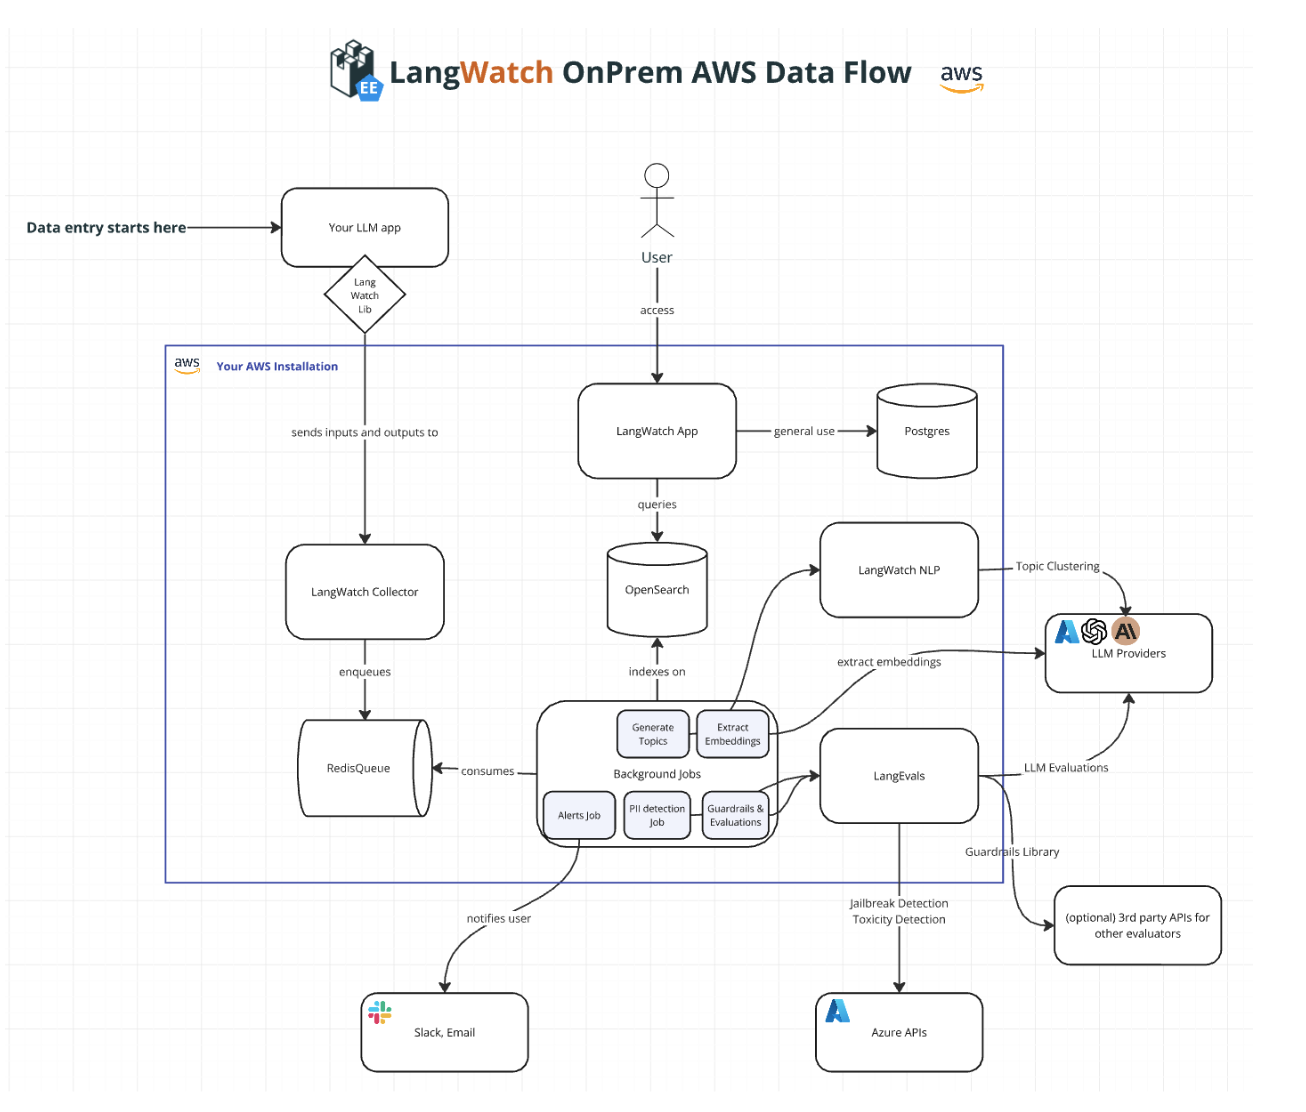 LangWatch OnPrem AWS Data Flow
EE
aws
Data entry starts here
Your LLM app
Lang
Watch
Lib
User
access
aws
Your AWS Installation
sends inputs and outputs to
LangWatch App
general use
Postgres
queries
OpenSearch
LangWatch NLP
Topic Clustering
LangWatch Collector
enqueues
indexes on
extract embeddings
AI
LLM Providers
RedisQueue
consumes
Generate
Topics
Extract
Embeddings
Background Jobs
Alerts Job
PII detection
Job
Guardrails &
Evaluations
LangEvals
LLM Evaluations
Guardrails Library
notifies user
Jailbreak Detection
Toxicity Detection
(optional) 3rd party APIs for
other evaluators
Slack, Email
Azure APIs